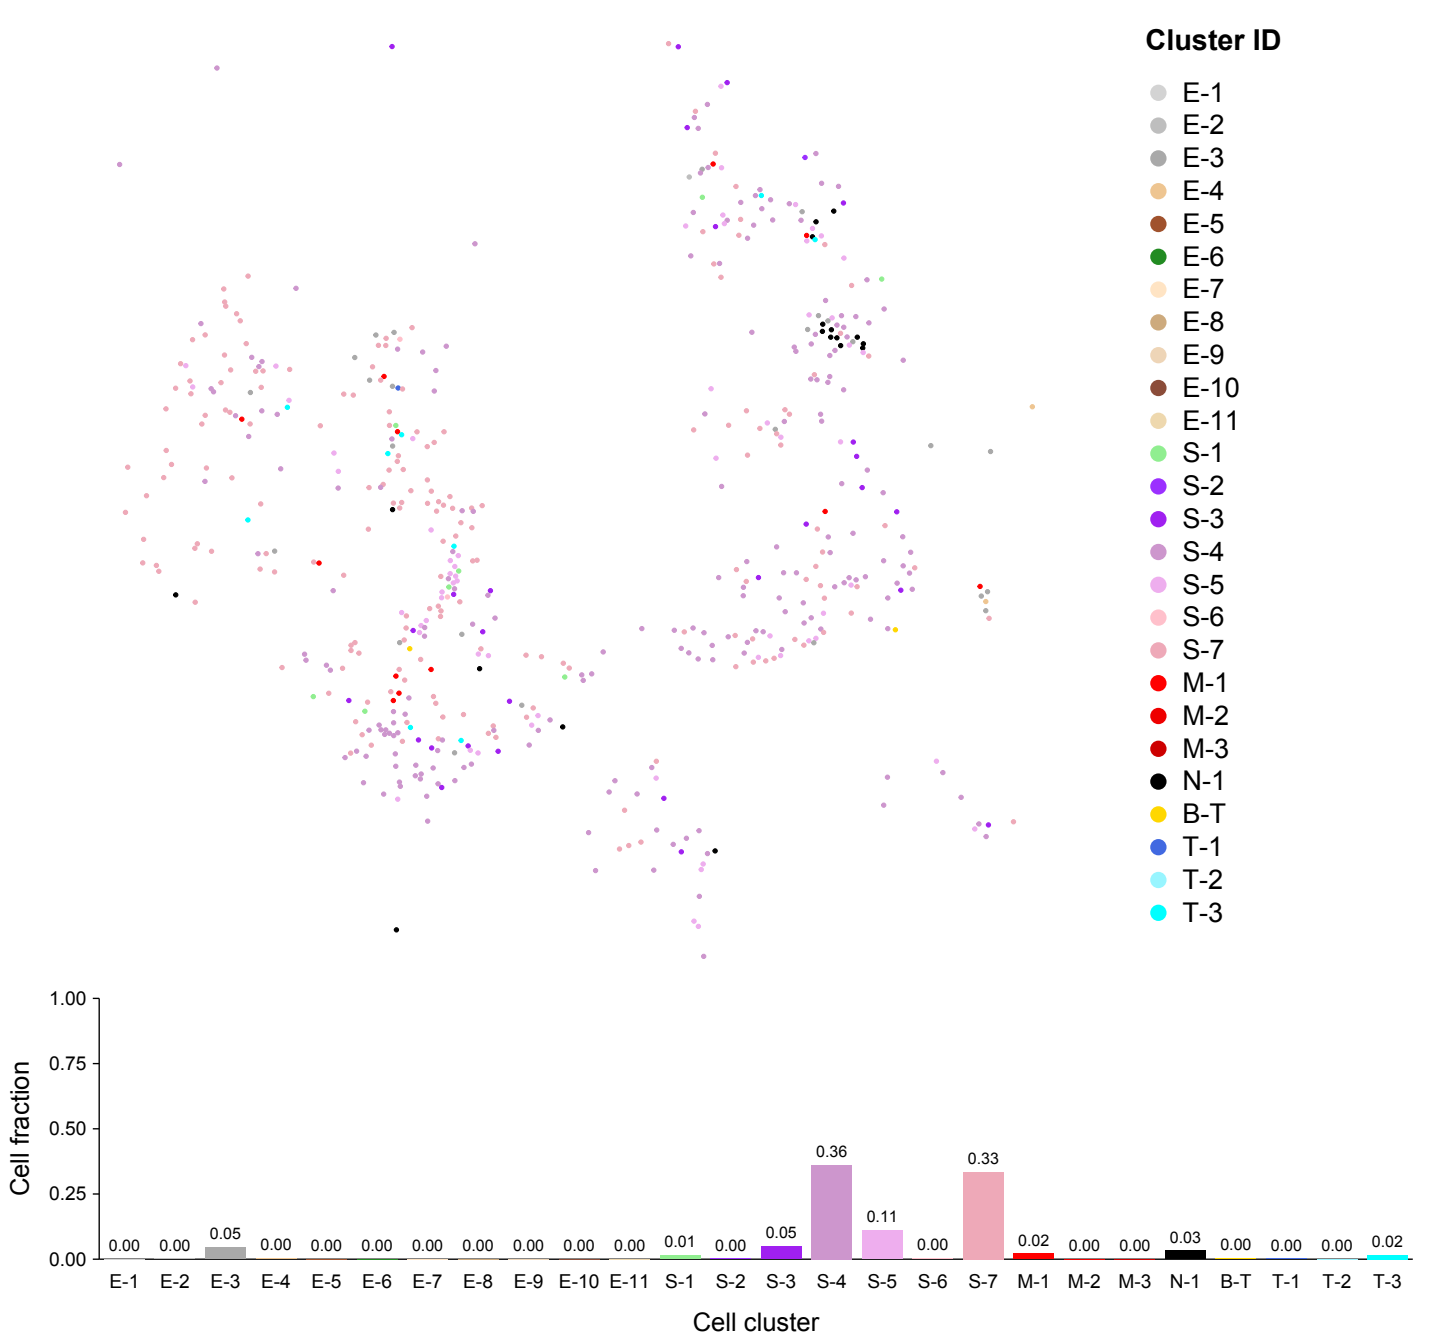 Cluster ID
E-1
E-2
E-3
E-4
E-5
E-6
E-7
E-8
E-9
E-10
E-11
S-1
S-2
S-3
S-4
S-5
S-6
S-7
M-1
M-2
M-3
N-1
B-T
T-1
T-2
T-3
Cell fraction
1.00
0.75
0.50
0.25
0.00
0.00 0.00 0.05 0.00 0.00 0.00 0.00 0.00 0.00 0.00 0.00 0.01 0.00 0.05 0.36 0.11 0.00 0.33 0.02 0.00 0.00 0.03 0.00 0.00 0.00 0.02
E-1 E-2 E-3 E-4 E-5 E-6 E-7 E-8 E-9 E-10 E-11 S-1 S-2 S-3 S-4 S-5 S-6 S-7 M-1 M-2 M-3 N-1 B-T T-1 T-2 T-3
Cell cluster